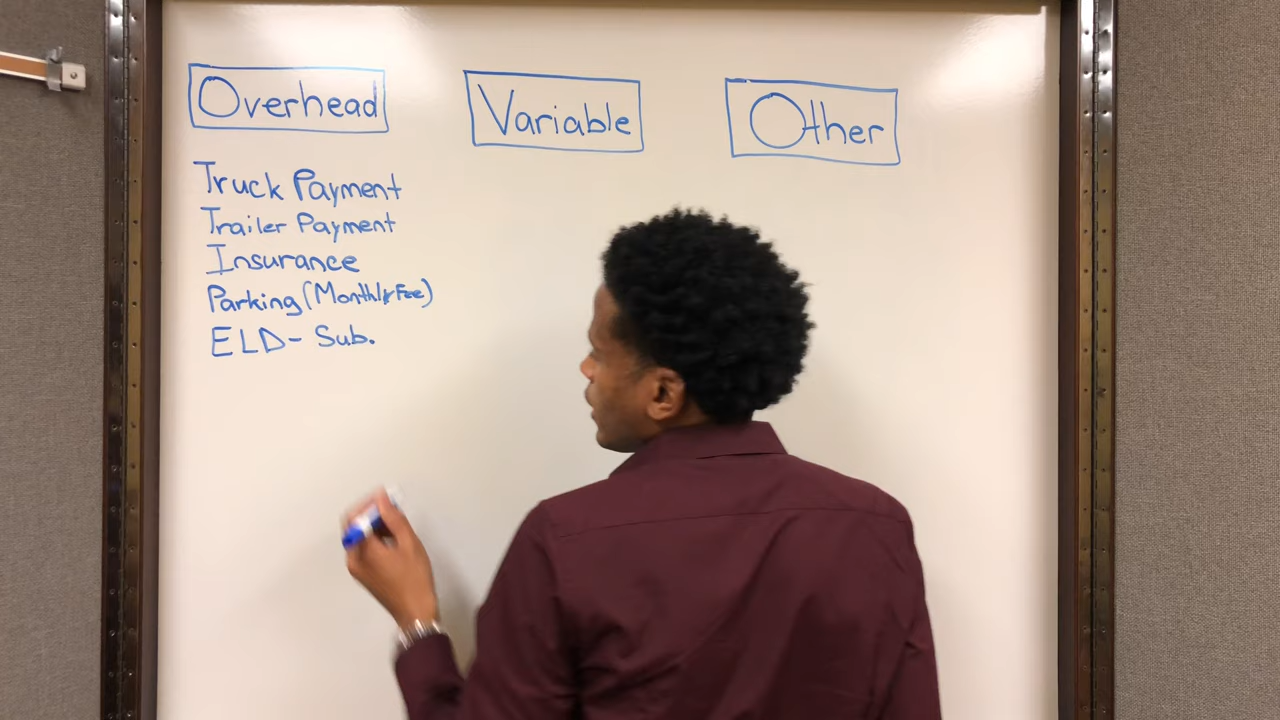 Overhead
Variable
Other
Truck Payment
Trailer Payment
Insurance
Parking (Monthly Fee)
ELD- Sub.